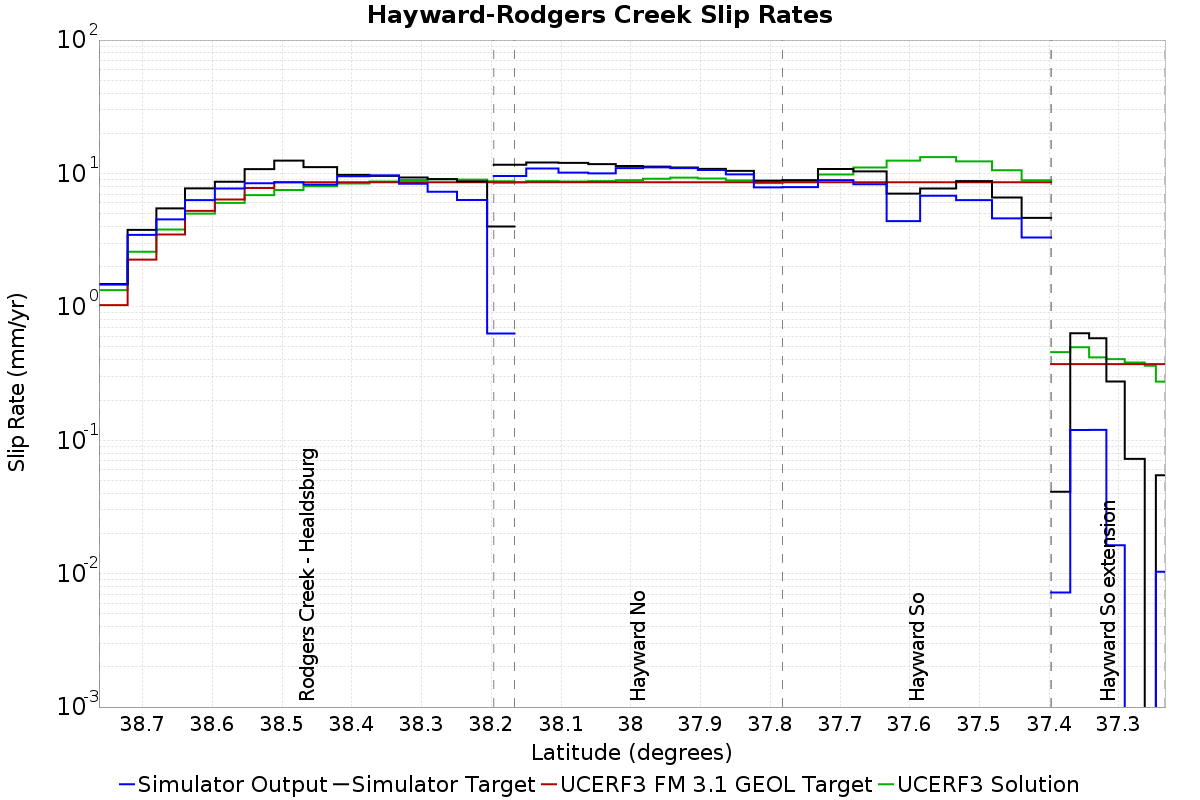 Hayward-Rodgers Creek Slip Rates
10^2
10^1
10^0
10^-1
10^-2
10^-3
Slip Rate (mm/yr)
Rodgers Creek - Healdsburg
Hayward No
Hayward So
Hayward So extension
38.7 38.6 38.5 38.4 38.3 38.2 38.1 38 37.9 37.8 37.7 37.6 37.5 37.4 37.3
Latitude (degrees)
Simulator Output Simulator Target UCERF3 FM 3.1 GEOL Target UCERF3 Solution